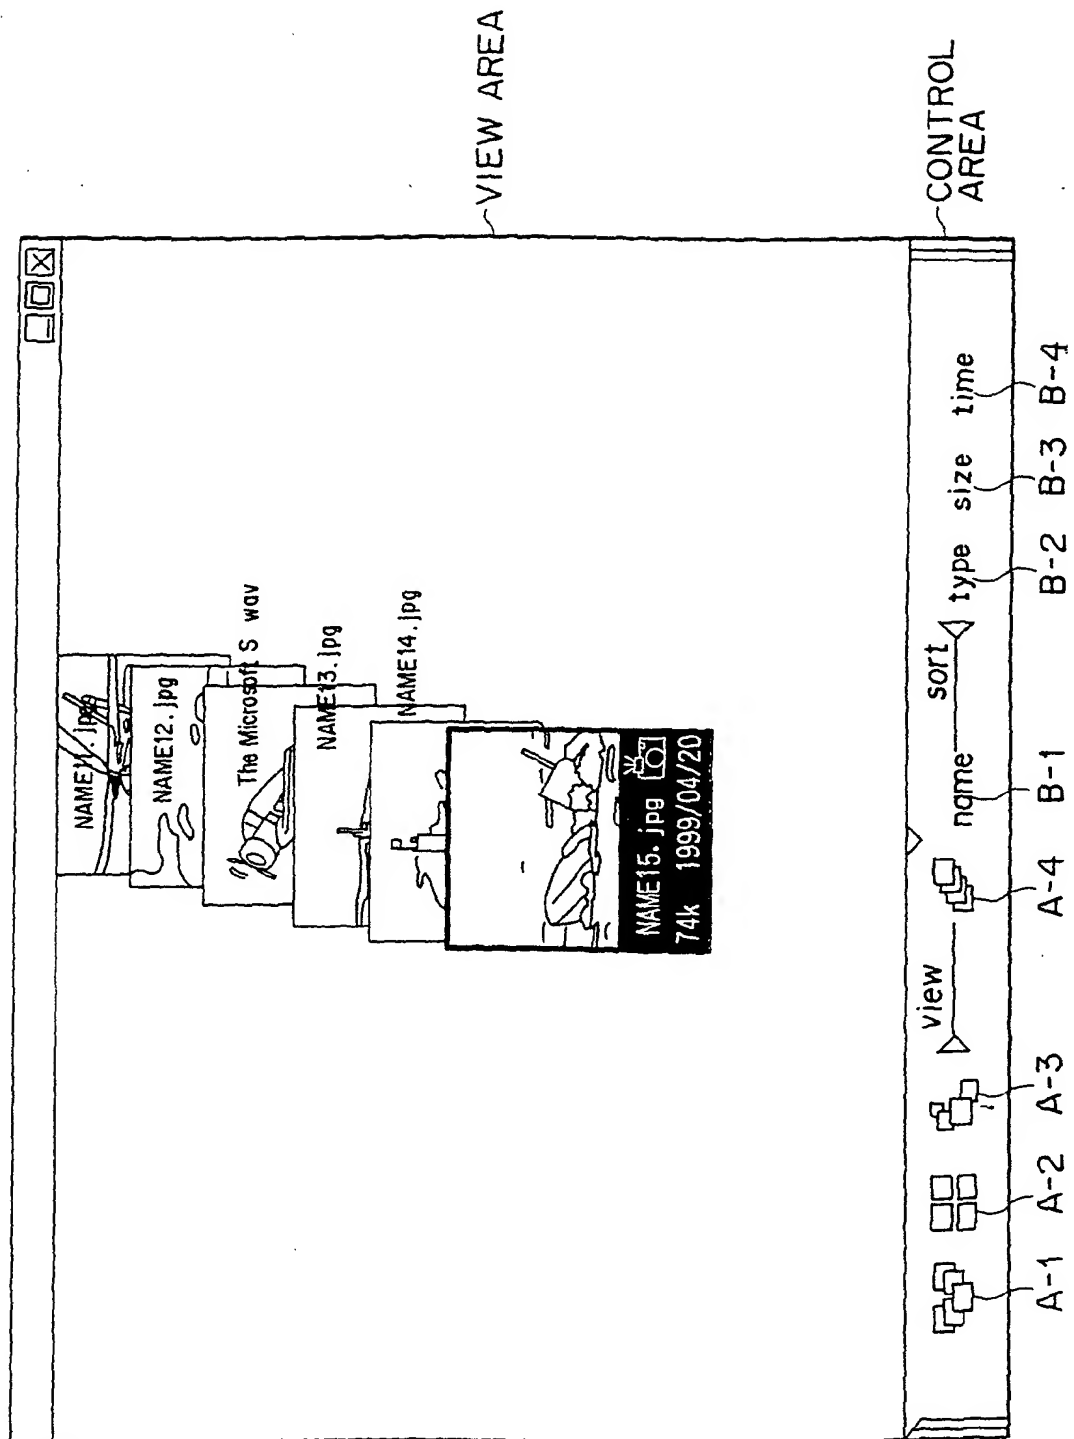 VIEW AREA
NAME11.jpg
NAME12.jpg
The Microsoft S wav
NAME13.jpg
NAME14.jpg
NAME15.jpg
74k 1999/04/20
CONTROL
AREA
view
sort
name
type
size
time
A-1
A-2
A-3
A-4
B-1
B-2
B-3
B-4